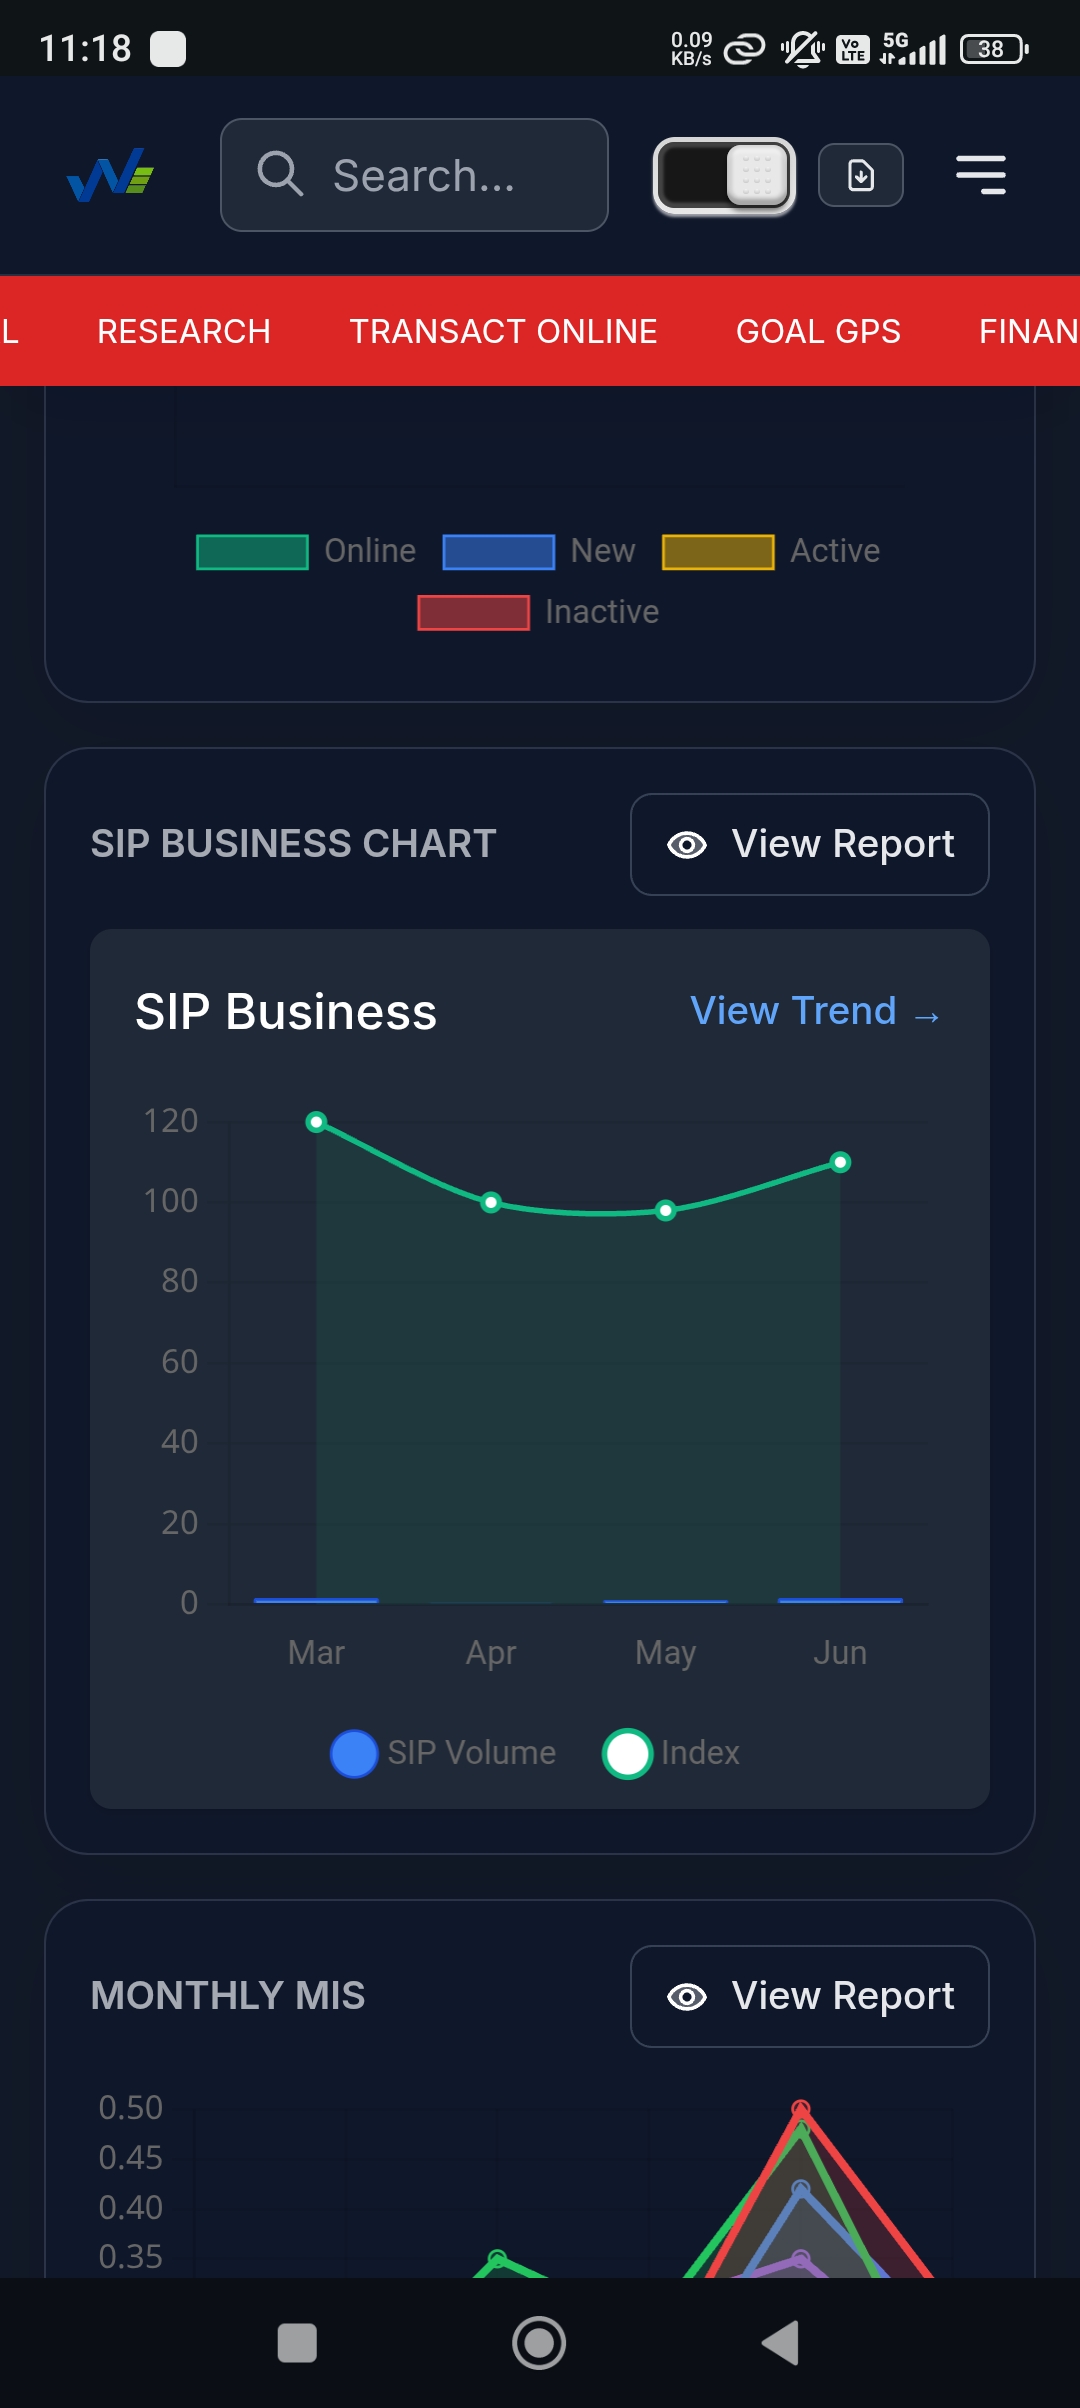 11:18
0.09
KB/s
Vo
LTE
5G
38
Search...
L RESEARCH TRANSACT ONLINE GOAL GPS FINAN
Online New Active
Inactive
SIP BUSINESS CHART
View Report
SIP Business
View Trend →
120
100
80
60
40
20
0
Mar Apr May Jun
SIP Volume Index
MONTHLY MIS
View Report
0.50
0.45
0.40
0.35